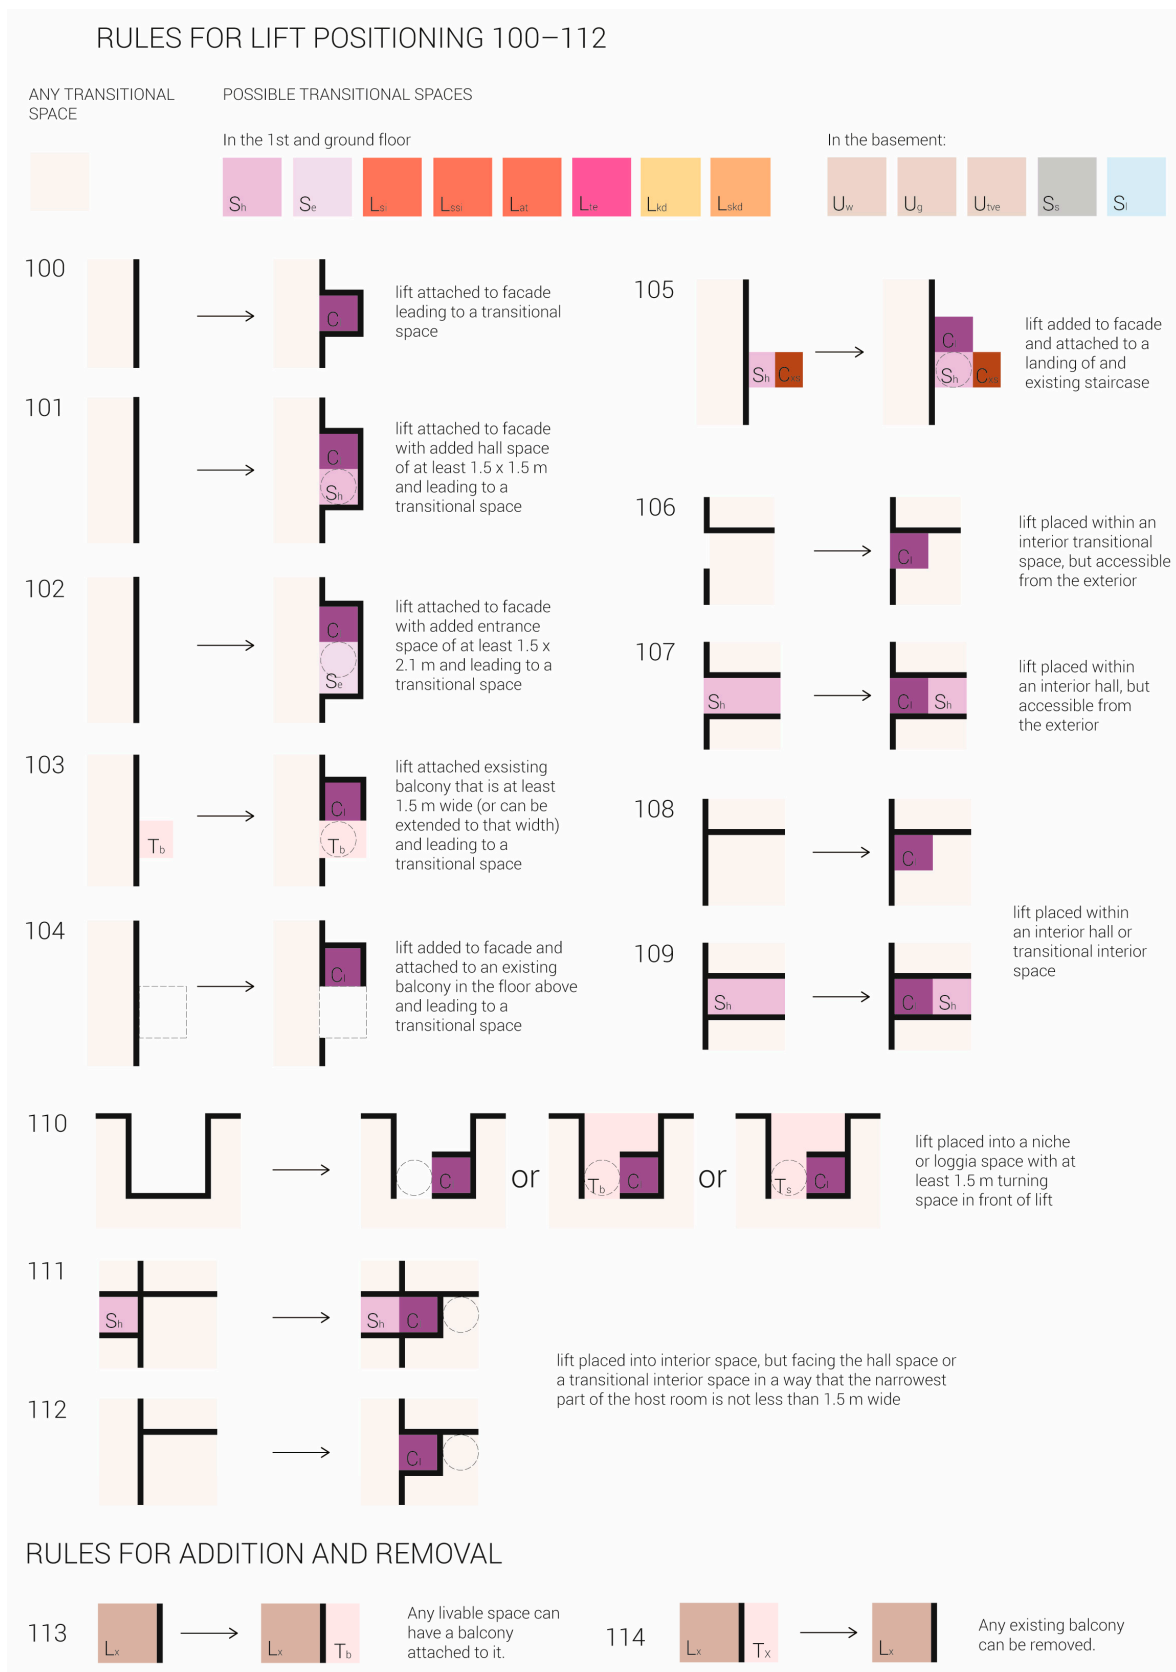 RULES FOR LIFT POSITIONING 100–112
ANY TRANSITIONAL
SPACE
POSSIBLE TRANSITIONAL SPACES
In the 1st and ground floor
In the basement:
Sh
Se
Lsi
Lssi
Lat
Lte
Lkd
Lskd
Uw
Ug
Utve
Ss
Sl
100
C
lift attached to facade
leading to a transitional
space
101
C
Sh
lift attached to facade
with added hall space
of at least 1.5 x 1.5 m
and leading to a
transitional space
102
C
Se
lift attached to facade
with added entrance
space of at least 1.5 x
2.1 m and leading to a
transitional space
103
Tb
Cl
Tb
lift attached exsisting
balcony that is at least
1.5 m wide (or can be
extended to that width)
and leading to a
transitional space
104
Cl
lift added to facade and
attached to an existing
balcony in the floor above
and leading to a
transitional space
105
Sh
Cxs
C
Sh
Cxs
lift added to facade
and attached to a
landing of and
existing staircase
106
Cl
lift placed within an
interior transitional
space, but accessible
from the exterior
107
Sh
Cl
Sh
lift placed within
an interior hall, but
accessible from
the exterior
108
C
109
Sh
C
Sh
lift placed within
an interior hall or
transitional interior
space
110
C
or
Tb
C
or
Ts
Cl
lift placed into a niche
or loggia space with at
least 1.5 m turning
space in front of lift
111
Sh
Sh
C
112
Cl
lift placed into interior space, but facing the hall space or
a transitional interior space in a way that the narrowest
part of the host room is not less than 1.5 m wide
RULES FOR ADDITION AND REMOVAL
113
Lx
Lx
Tb
Any livable space can
have a balcony
attached to it.
114
Lx
Tx
Lx
Any existing balcony
can be removed.